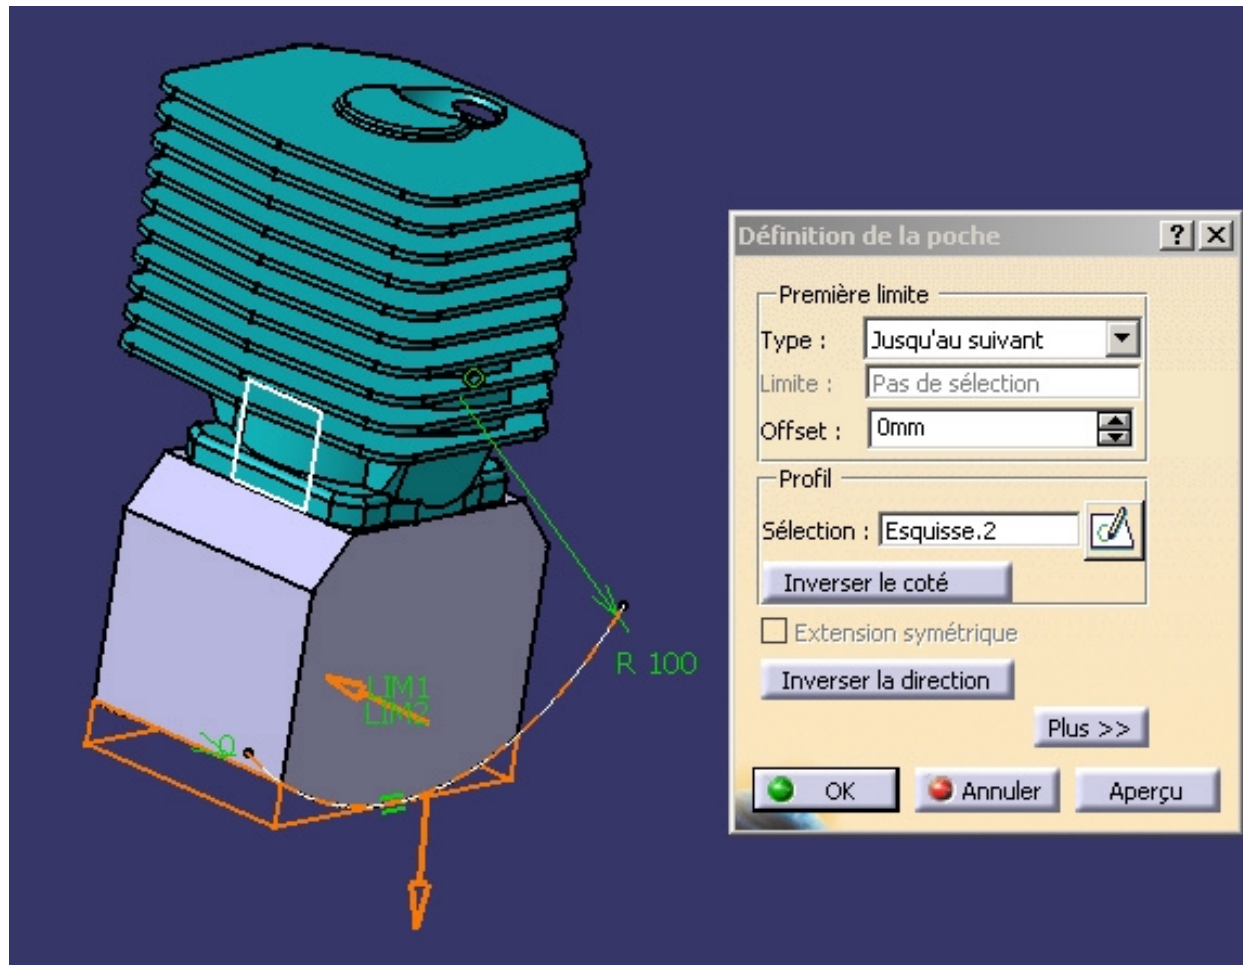 Définition de la poche
Première limite
Type : Jusqu'au suivant
Limite : Pas de sélection
Offset : 0mm
Profil
Sélection : Esquisse.2
Inverser le coté
Extension symétrique
Inverser la direction
Plus >>
OK Annuler Aperçu
R 100
LIM1
LIM2